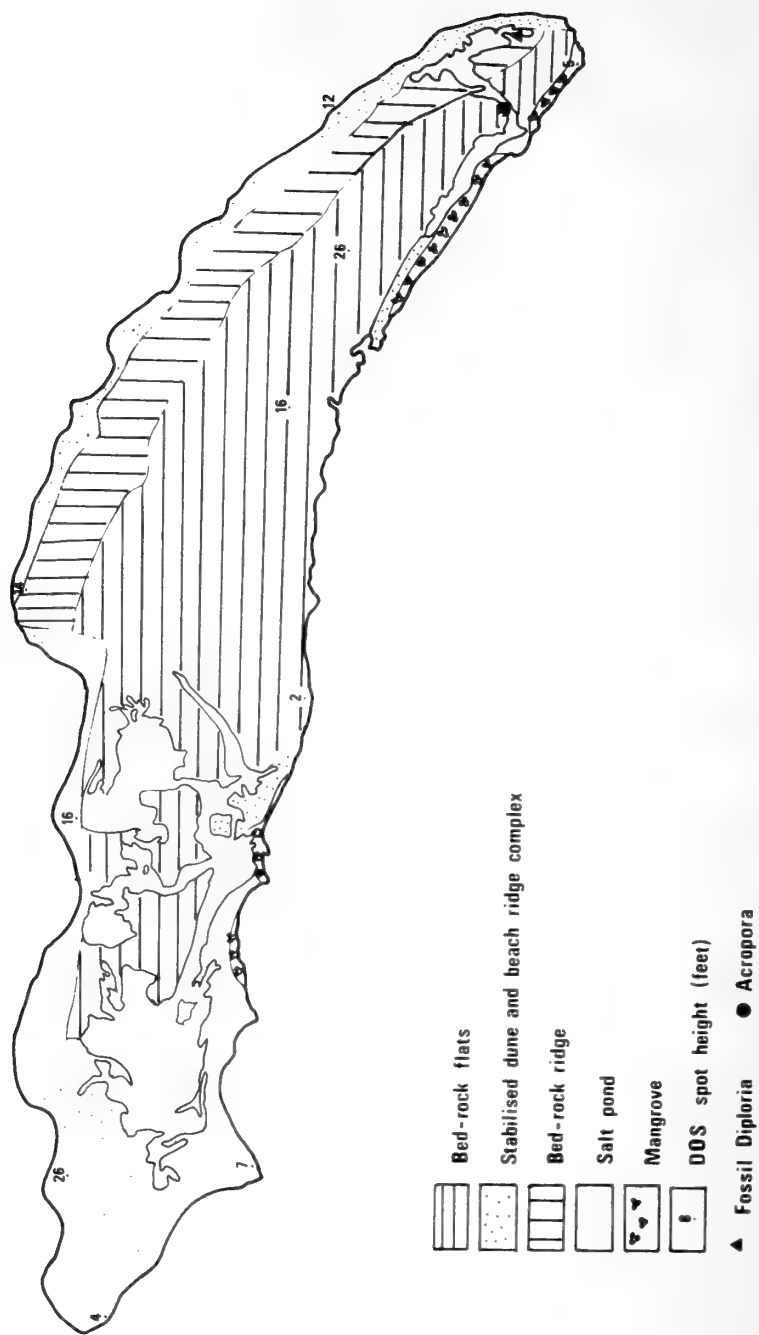 14
26
16
4
7
16
2
12
26
Bed-rock flats
Stabilised dune and beach ridge complex
Bed-rock ridge
Salt pond
Mangrove
8 DOS spot height (feet)
Fossil Diploria Acropora